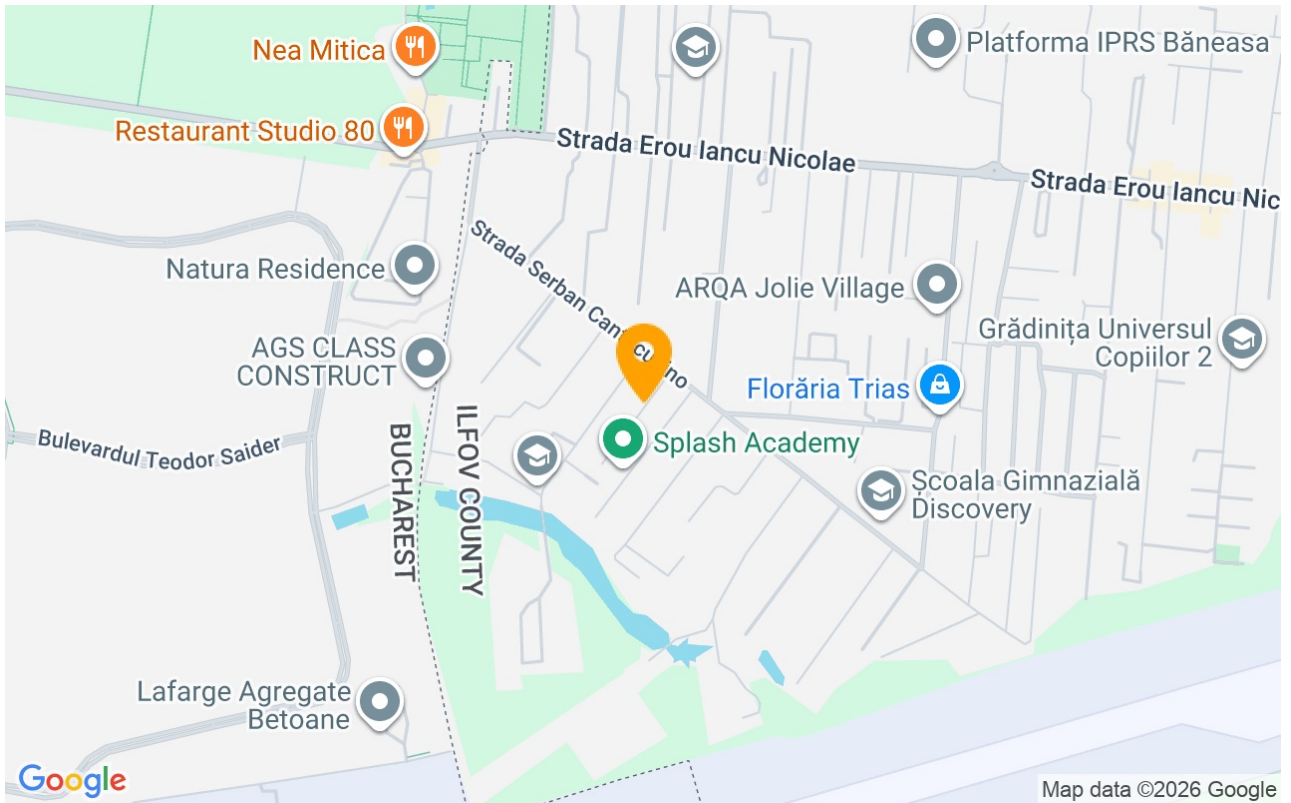 Nea Mitica
Platforma IPRS Băneasa
Restaurant Studio 80
Strada Erou Iancu Nicolae
Strada Erou Iancu Nic
Strada Serban Cant cu ino
Natura Residence
ARQA Jolie Village
Grădinița Universul
Copiilor 2
AGS CLASS
CONSTRUCT
Florăria Trias
Bulevardul Teodor Saider
BUCHAREST
ILFOV COUNTY
Splash Academy
Școala Gimnazială
Discovery
Lafarge Agregate
Betoane
Google
Map data ©2026 Google